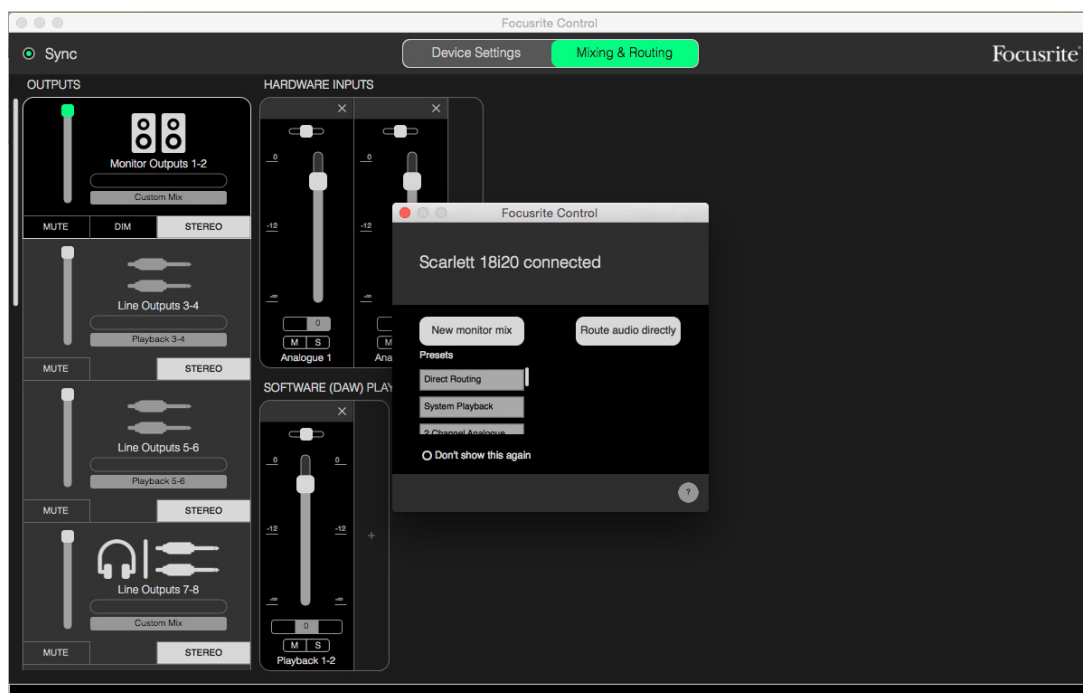 Focusrite Control
Sync
Device Settings
Mixing & Routing
Focusrite
OUTPUTS
Monitor Outputs 1-2
Custom Mix
MUTE DIM STEREO
Line Outputs 3-4
Playback 3-4
MUTE STEREO
Line Outputs 5-6
Playback 5-6
MUTE STEREO
Line Outputs 7-8
Custom Mix
MUTE STEREO
HARDWARE INPUTS
0 0
-12 -12
-∞ -∞
0
M S M
Analogue 1 Ana
SOFTWARE (DAW) PLAY
0 0
-12 -12
+
-∞ -∞
0
M S
Playback 1-2
Focusrite Control
Scarlett 18i20 connected
New monitor mix
Route audio directly
Presets
Direct Routing
System Playback
2 Channel Analogue
Don't show this again
?